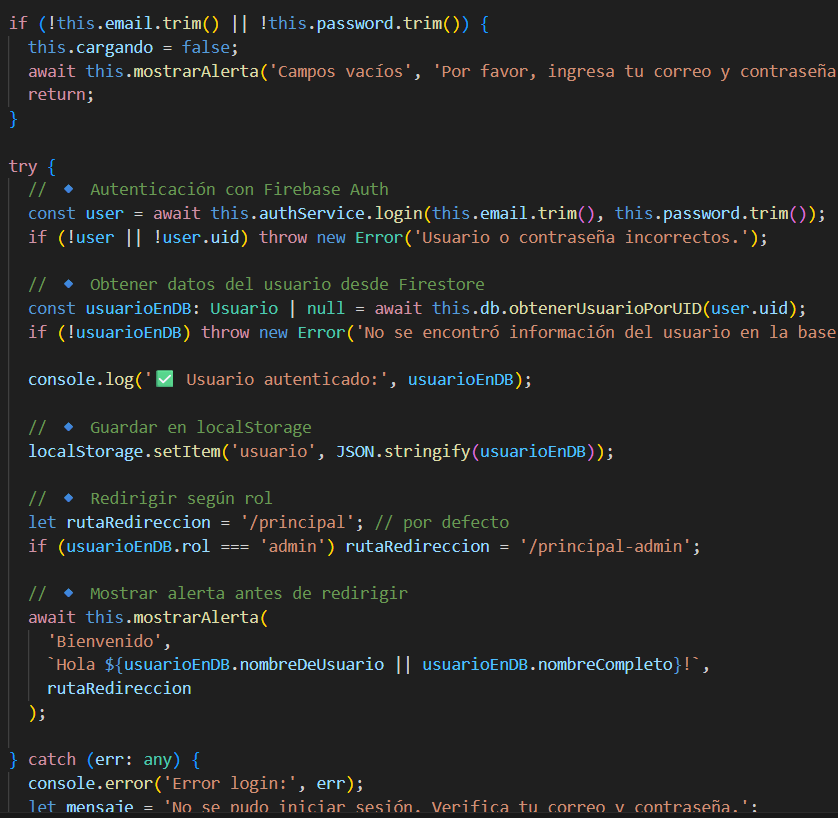 if (!this.email.trim() || !this.password.trim()) {
this.cargando = false;
await this.mostrarAlerta('Campos vacíos', 'Por favor, ingresa tu correo y contraseña
return;
}
try {
// 🔹 Autenticación con Firebase Auth
const user = await this.authService.login(this.email.trim(), this.password.trim());
if (!user || !user.uid) throw new Error('Usuario o contraseña incorrectos.');
// 🔹 Obtener datos del usuario desde Firestore
const usuarioEnDB: Usuario | null = await this.db.obtenerUsuarioPorUID(user.uid);
if (!usuarioEnDB) throw new Error('No se encontró información del usuario en la base
console.log('✅ Usuario autenticado:', usuarioEnDB);
// 🔹 Guardar en localStorage
localStorage.setItem('usuario', JSON.stringify(usuarioEnDB));
// 🔹 Redirigir según rol
let rutaRedireccion = '/principal'; // por defecto
if (usuarioEnDB.rol === 'admin') rutaRedireccion = '/principal-admin';
// 🔹 Mostrar alerta antes de redirigir
await this.mostrarAlerta(
'Bienvenido',
`Hola ${usuarioEnDB.nombreDeUsuario || usuarioEnDB.nombreCompleto}!`,
rutaRedireccion
);
} catch (err: any) {
console.error('Error login:', err);
let mensaje = 'No se pudo iniciar sesión. Verifica tu correo y contraseña.';